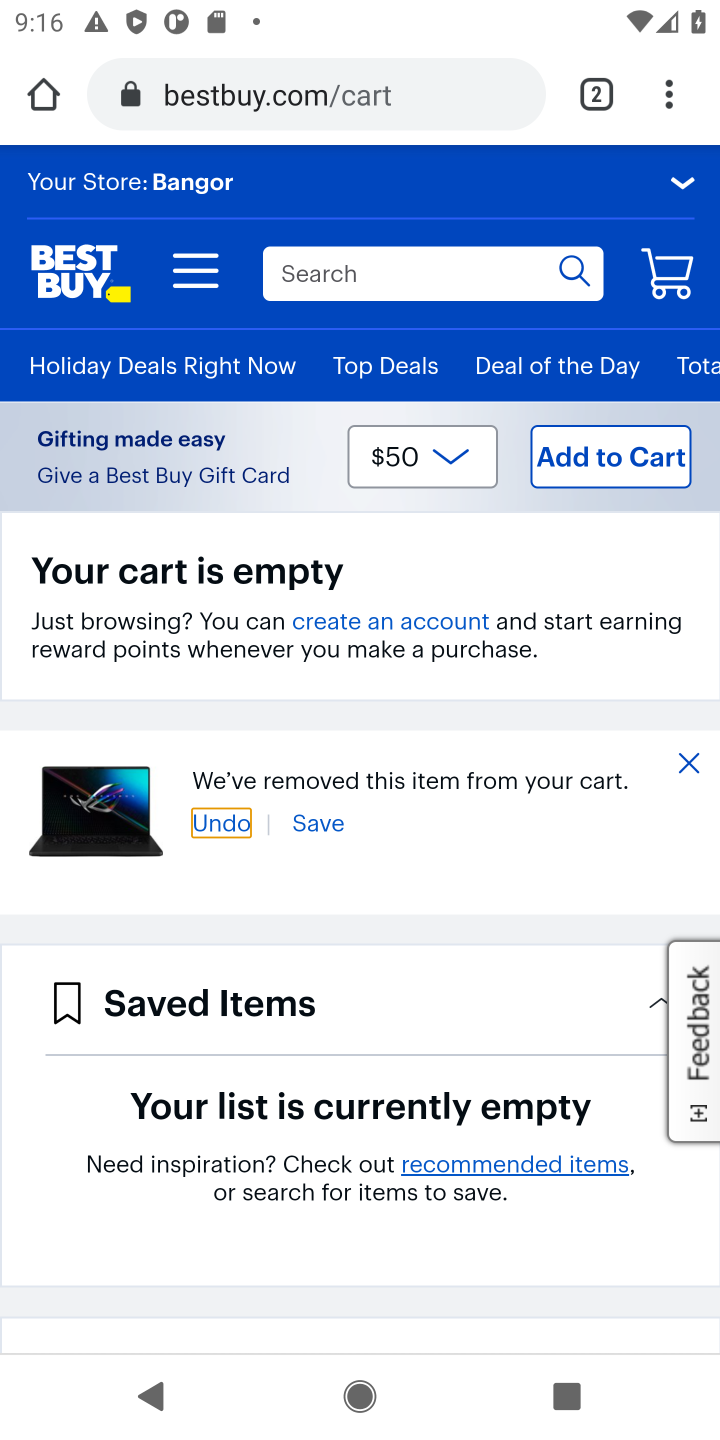 9:16
bestbuy.com/cart
2
Your Store: Bangor
BEST BUY
Search
Holiday Deals Right Now Top Deals Deal of the Day Tota
Gifting made easy
Give a Best Buy Gift Card
$50
Add to Cart
Your cart is empty
Just browsing? You can create an account and start earning
reward points whenever you make a purchase.
We've removed this item from your cart.
Undo | Save
Saved Items
Feedback
Your list is currently empty
Need inspiration? Check out recommended items,
or search for items to save.